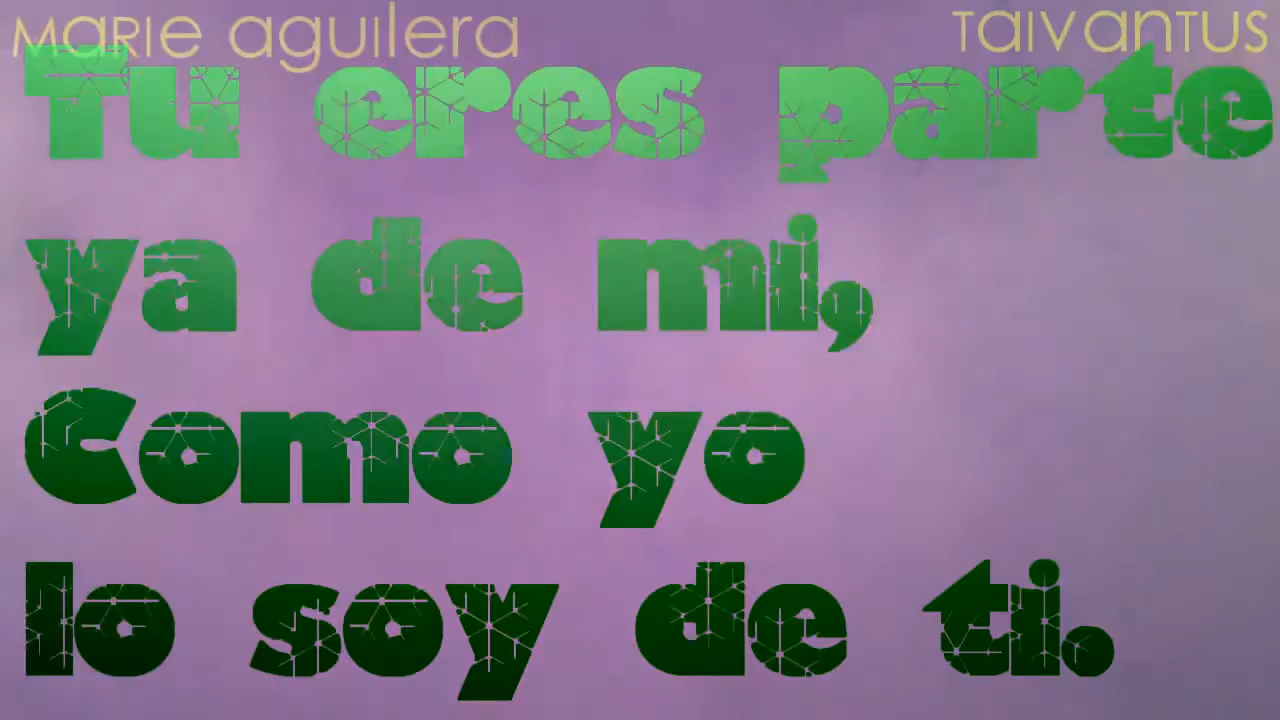 Marie aguilera
Taivantus
Tu eres parte
ya de mi,
Como yo
lo soy de ti.